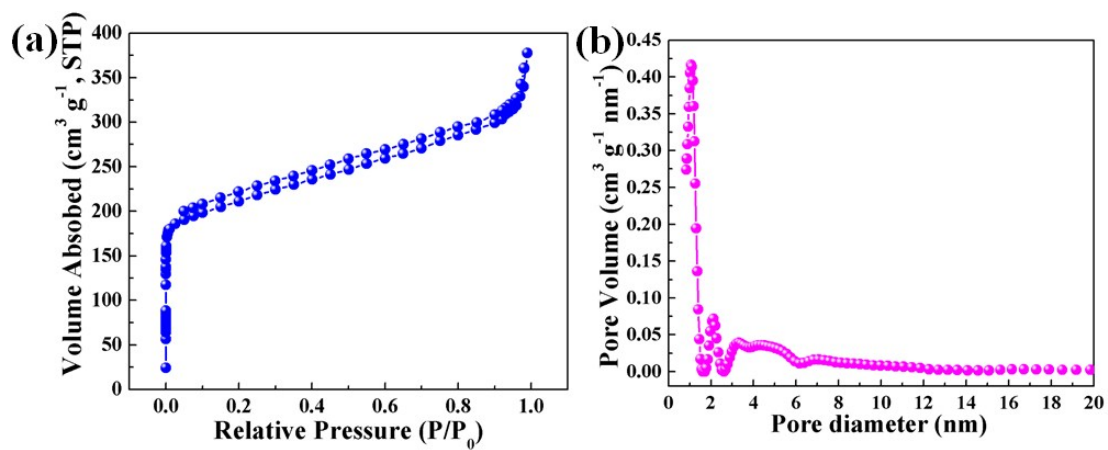 (a)
Volume Absobed (cm³ g⁻¹, STP)
400
350
300
250
200
150
100
50
0
0.0 0.2 0.4 0.6 0.8 1.0
Relative Pressure (P/P₀)
(b)
Pore Volume (cm³ g⁻¹ nm⁻¹)
0.45
0.40
0.35
0.30
0.25
0.20
0.15
0.10
0.05
0.00
0 2 4 6 8 10 12 14 16 18 20
Pore diameter (nm)